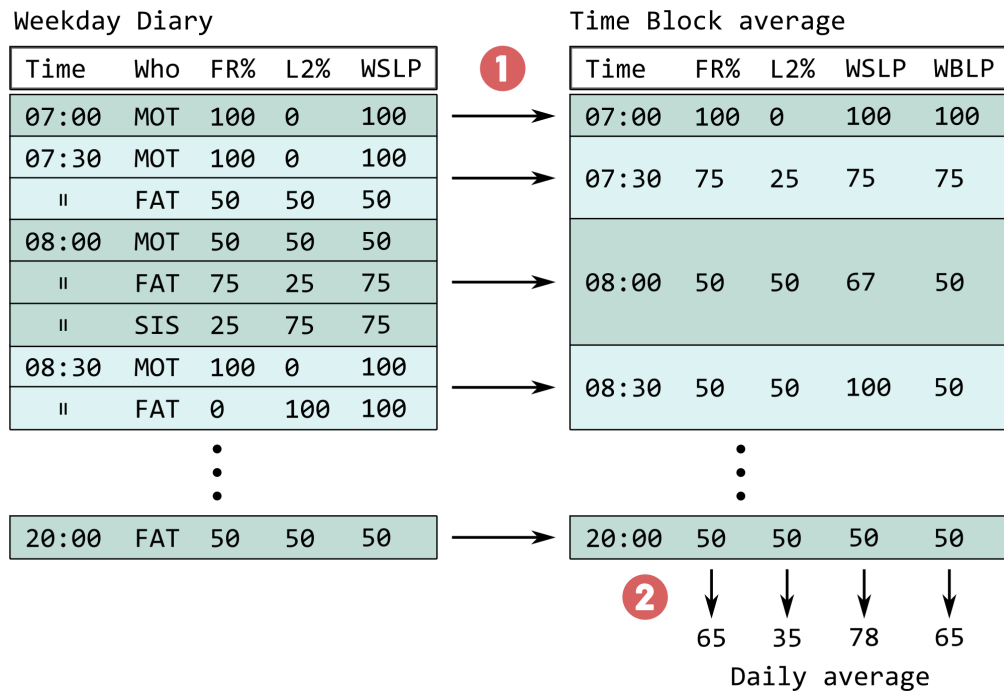 Weekday Diary
Time Who FR% L2% WSLP
07:00 MOT 100 0 100
07:30 MOT 100 0 100
" FAT 50 50 50
08:00 MOT 50 50 50
" FAT 75 25 75
" SIS 25 75 75
08:30 MOT 100 0 100
" FAT 0 100 100
20:00 FAT 50 50 50
1
Time Block average
Time FR% L2% WSLP WBLP
07:00 100 0 100 100
07:30 75 25 75 75
08:00 50 50 67 50
08:30 50 50 100 50
20:00 50 50 50 50
2
65 35 78 65
Daily average